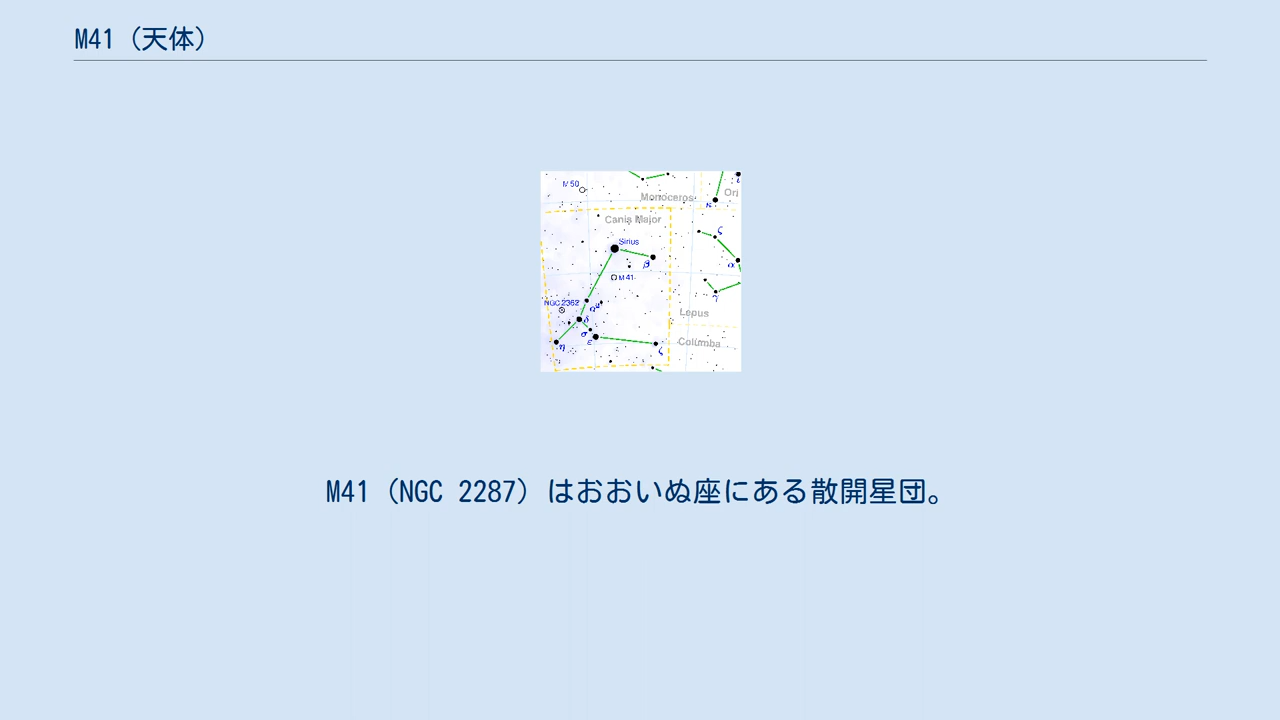 M41（天体）
M 50
Monoceros
Ori
κ
Canis Major
ζ
Sirius
β
α
M 41
γ
NGC 2362
Lepus
δ
σ
ε
Columba
η
ζ
M41（NGC 2287）はおおいぬ座にある散開星団。